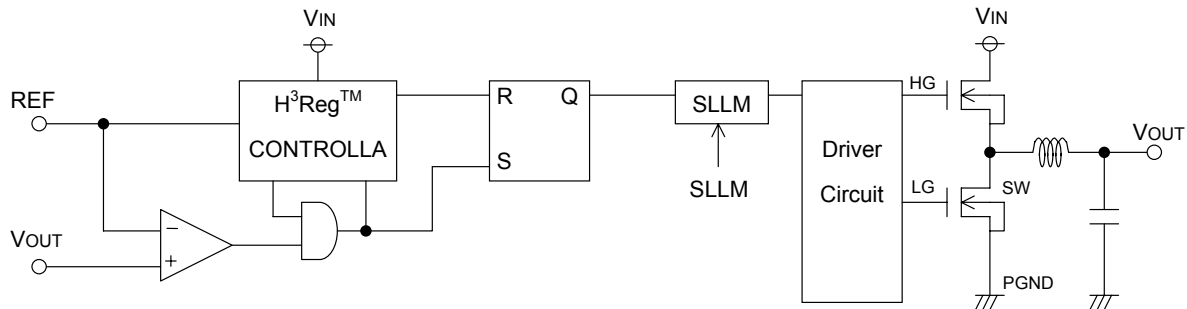 VIN
VIN
REF
H³Reg™
CONTROLLA
R
Q
S
SLLM
SLLM
Driver
Circuit
HG
LG
SW
VOUT
VOUT
−
+
PGND